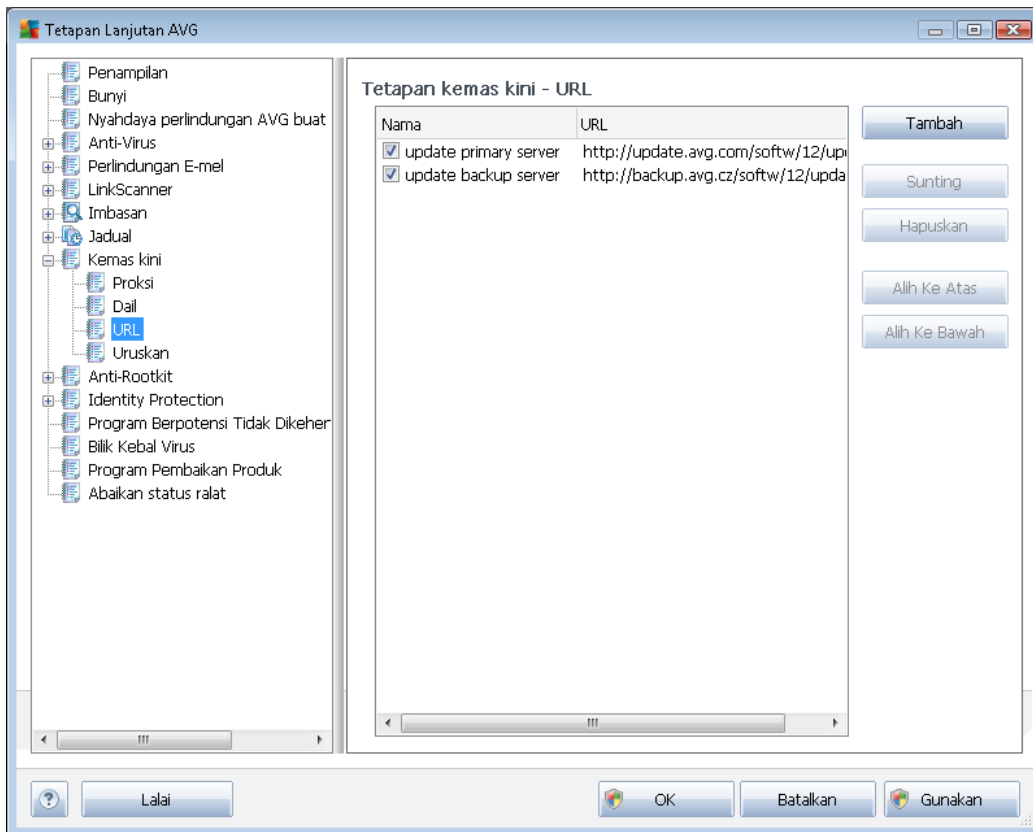 Tetapan Lanjutan AVG
Penampilan
Bunyi
Nyahdaya perlindungan AVG buat
Anti-Virus
Perlindungan E-mel
LinkScanner
Imbasan
Jadual
Kemas kini
Proksi
Dail
URL
Uruskan
Anti-Rootkit
Identity Protection
Program Berpotensi Tidak Dikeher
Bilik Kebal Virus
Program Pembaikan Produk
Abaikan status ralat
Tetapan kemas kini - URL
Nama URL
update primary server http://update.avg.com/softw/12/up
update backup server http://backup.avg.cz/softw/12/upda
Tambah
Sunting
Hapuskan
Alih Ke Atas
Alih Ke Bawah
? Lalai OK Batalkan Gunakan